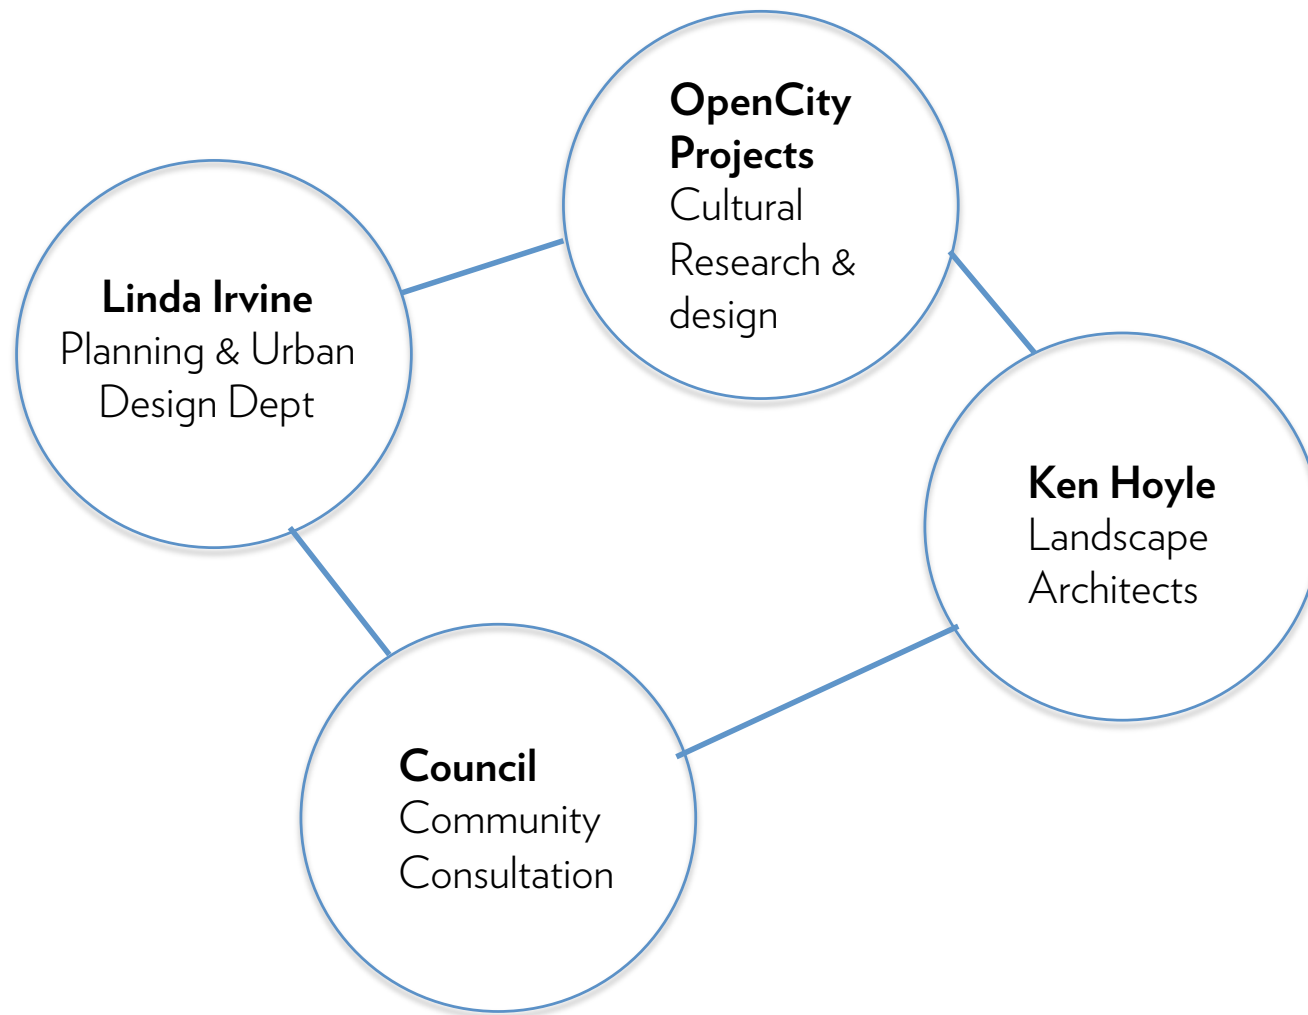 OpenCity
Projects
Cultural
Research &
design
Linda Irvine
Planning & Urban
Design Dept
Ken Hoyle
Landscape
Architects
Council
Community
Consultation